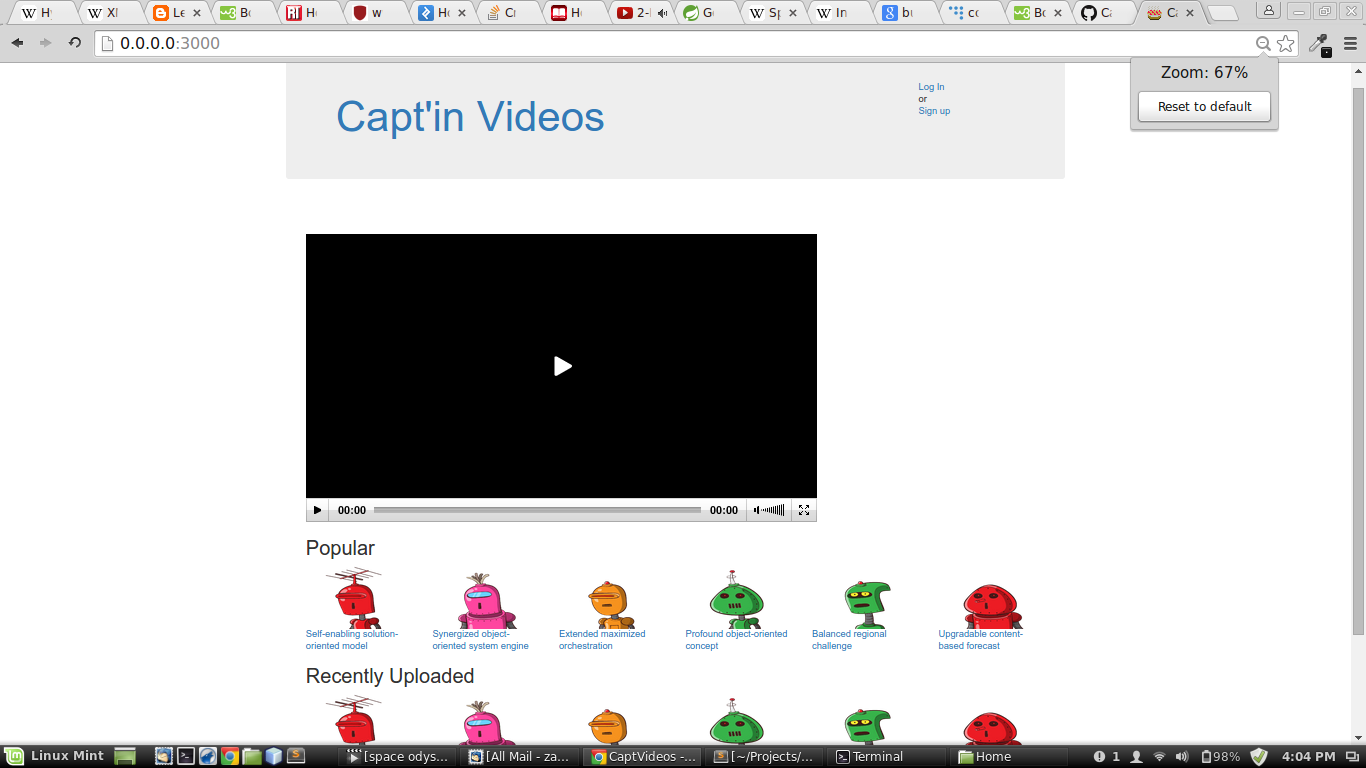 H
XI
Le
Bo
H
w
Ho
Cr
H
2-
G
Sp
In
bu
cc
Bo
Ca
Ca
0.0.0.0:3000
Zoom: 67%
Reset to default
Capt'in Videos
Log In
or
Sign up
00:00
00:00
Popular
Self-enabling solution-
oriented model
Synergized object-
oriented system engine
Extended maximized
orchestration
Profound object-oriented
concept
Balanced regional
challenge
Upgradable content-
based forecast
Recently Uploaded
Linux Mint
[space odys...
[All Mail - za...
CaptVideos -...
[~/Projects/...
Terminal
Home
1
98%
4:04 PM